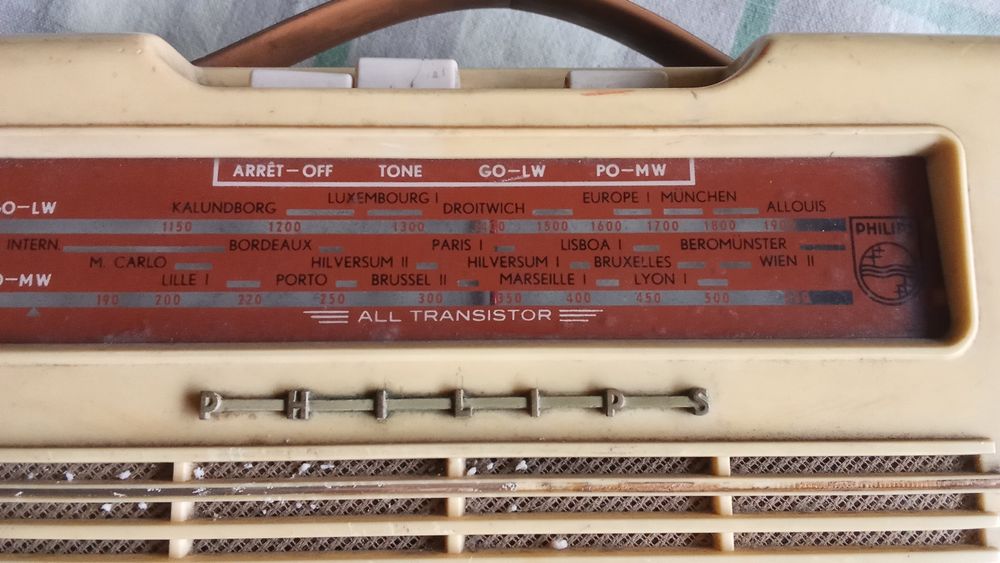 ARRÊT-OFF TONE GO-LW PO-MW
LUXEMBOURG I EUROPE I MÜNCHEN
GO-LW KALUNDBORG DROITWICH ALLOUIS
1150 1200 1300 1500 1600 1700 1800
PHILIPS
INTERN. BORDEAUX PARIS I LISBOA I BEROMÜNSTER
M. CARLO HILVERSUM II HILVERSUM I BRUXELLES WIEN II
PO-MW LILLE I PORTO BRUSSEL II MARSEILLE I LYON I
190 200 220 250 300 350 400 450 500
ALL TRANSISTOR
PHILIPS